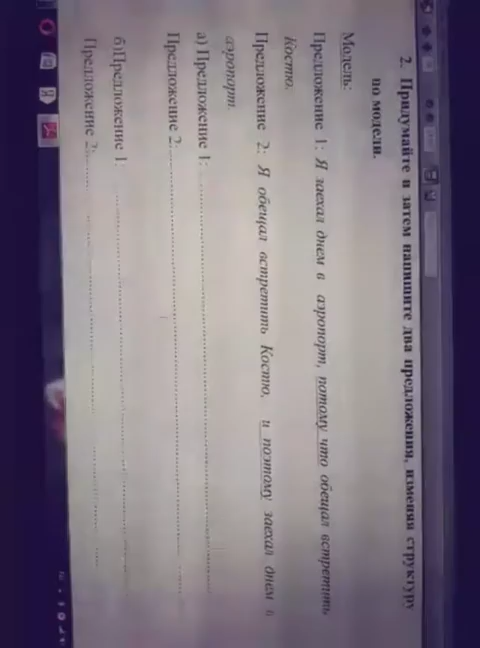 2. Придумайте и затем напишите два предложения, изменяя структуру
по модели.
Модель:
Предложение 1: Я заехал днем в аэропорт, потому что обещал встретить
Костю.
Предложение 2: Я обещал встретить Костю, и поэтому заехал днем в
аэропорт.
а) Предложение 1:
Предложение 2:
б)Предложение 1:
Предложение 2: